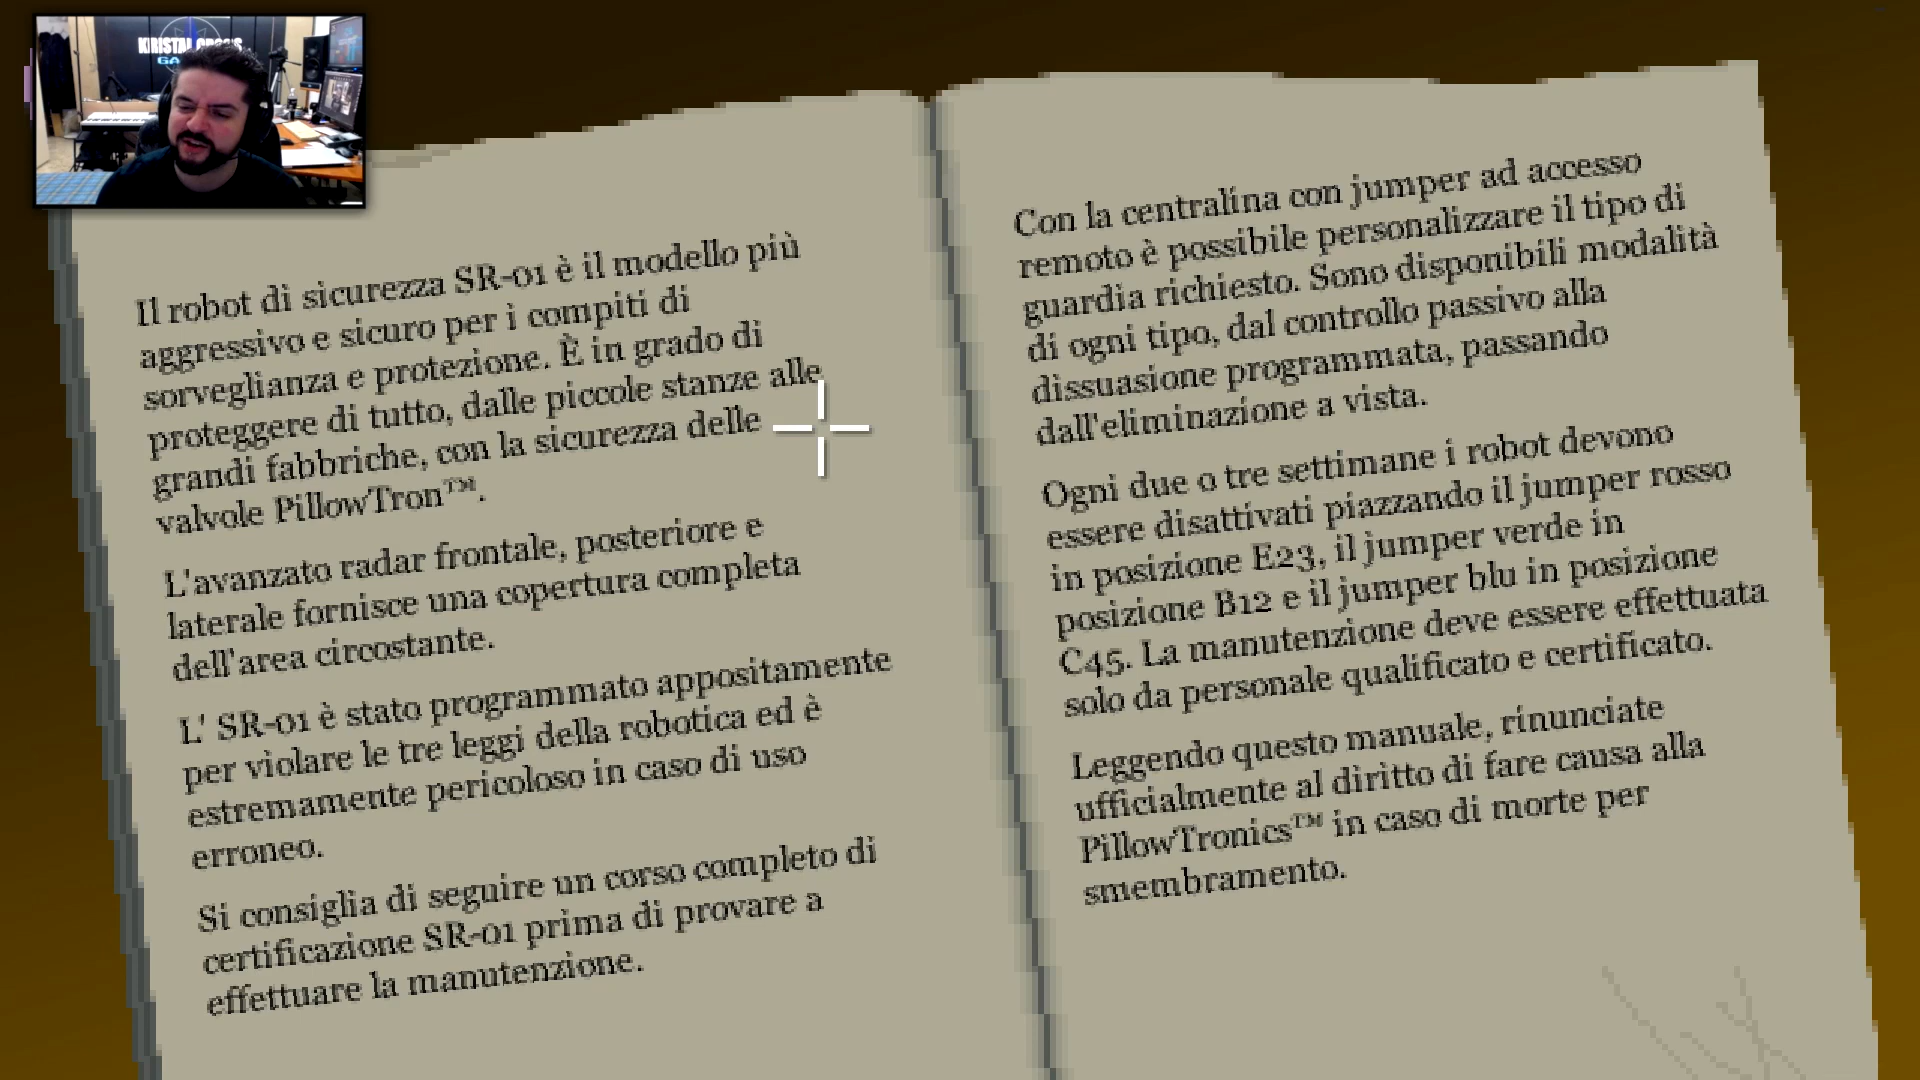 KRISTAL
GA
Il robot di sicurezza SR-01 è il modello più
aggressivo e sicuro per i compiti di
sorveglianza e protezione. È in grado di
proteggere di tutto, dalle piccole stanze alle
grandi fabbriche, con la sicurezza delle
valvole PillowTron™.
L'avanzato radar frontale, posteriore e
laterale fornisce una copertura completa
dell'area circostante.
L' SR-01 è stato programmato appositamente
per violare le tre leggi della robotica ed è
estremamente pericoloso in caso di uso
erroneo.
Si consiglia di seguire un corso completo di
certificazione SR-01 prima di provare a
effettuare la manutenzione.
Con la centralina con jumper ad accesso
remoto è possibile personalizzare il tipo di
guardia richiesto. Sono disponibili modalità
di ogni tipo, dal controllo passivo alla
dissuasione programmata, passando
dall'eliminazione a vista.
Ogni due o tre settimane i robot devono
essere disattivati piazzando il jumper rosso
in posizione E23, il jumper verde in
posizione B12 e il jumper blu in posizione
C45. La manutenzione deve essere effettuata
solo da personale qualificato e certificato.
Leggendo questo manuale, rinunciate
ufficialmente al diritto di fare causa alla
PillowTronics™ in caso di morte per
smembramento.